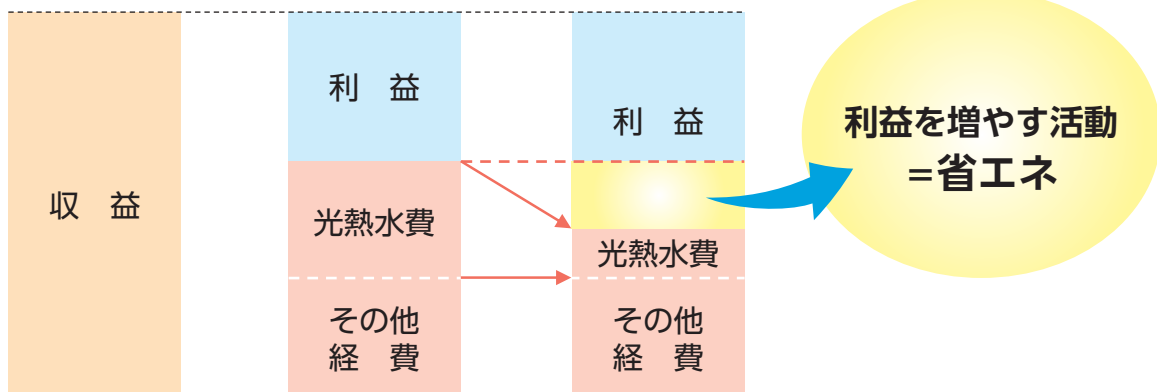 収　益
利　益
光熱水費
その他
経　費
利　益
光熱水費
その他
経　費
利益を増やす活動
=省エネ